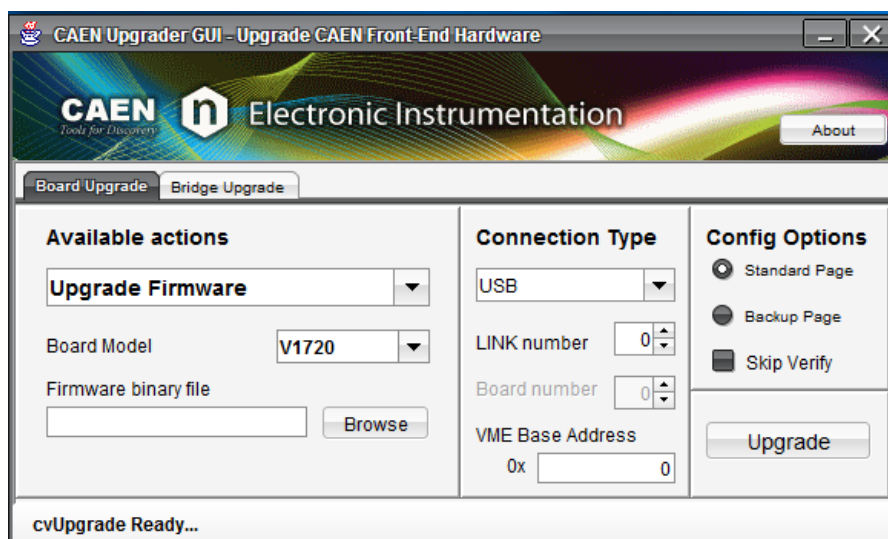 CAEN Upgrader GUI - Upgrade CAEN Front-End Hardware
CAEN
Tools for Discovery
n
Electronic Instrumentation
About
Board Upgrade
Bridge Upgrade
Available actions
Upgrade Firmware
Board Model
V1720
Firmware binary file
Browse
Connection Type
USB
LINK number
0
Board number
0
VME Base Address
0x
0
Config Options
Standard Page
Backup Page
Skip Verify
Upgrade
cvUpgrade Ready...